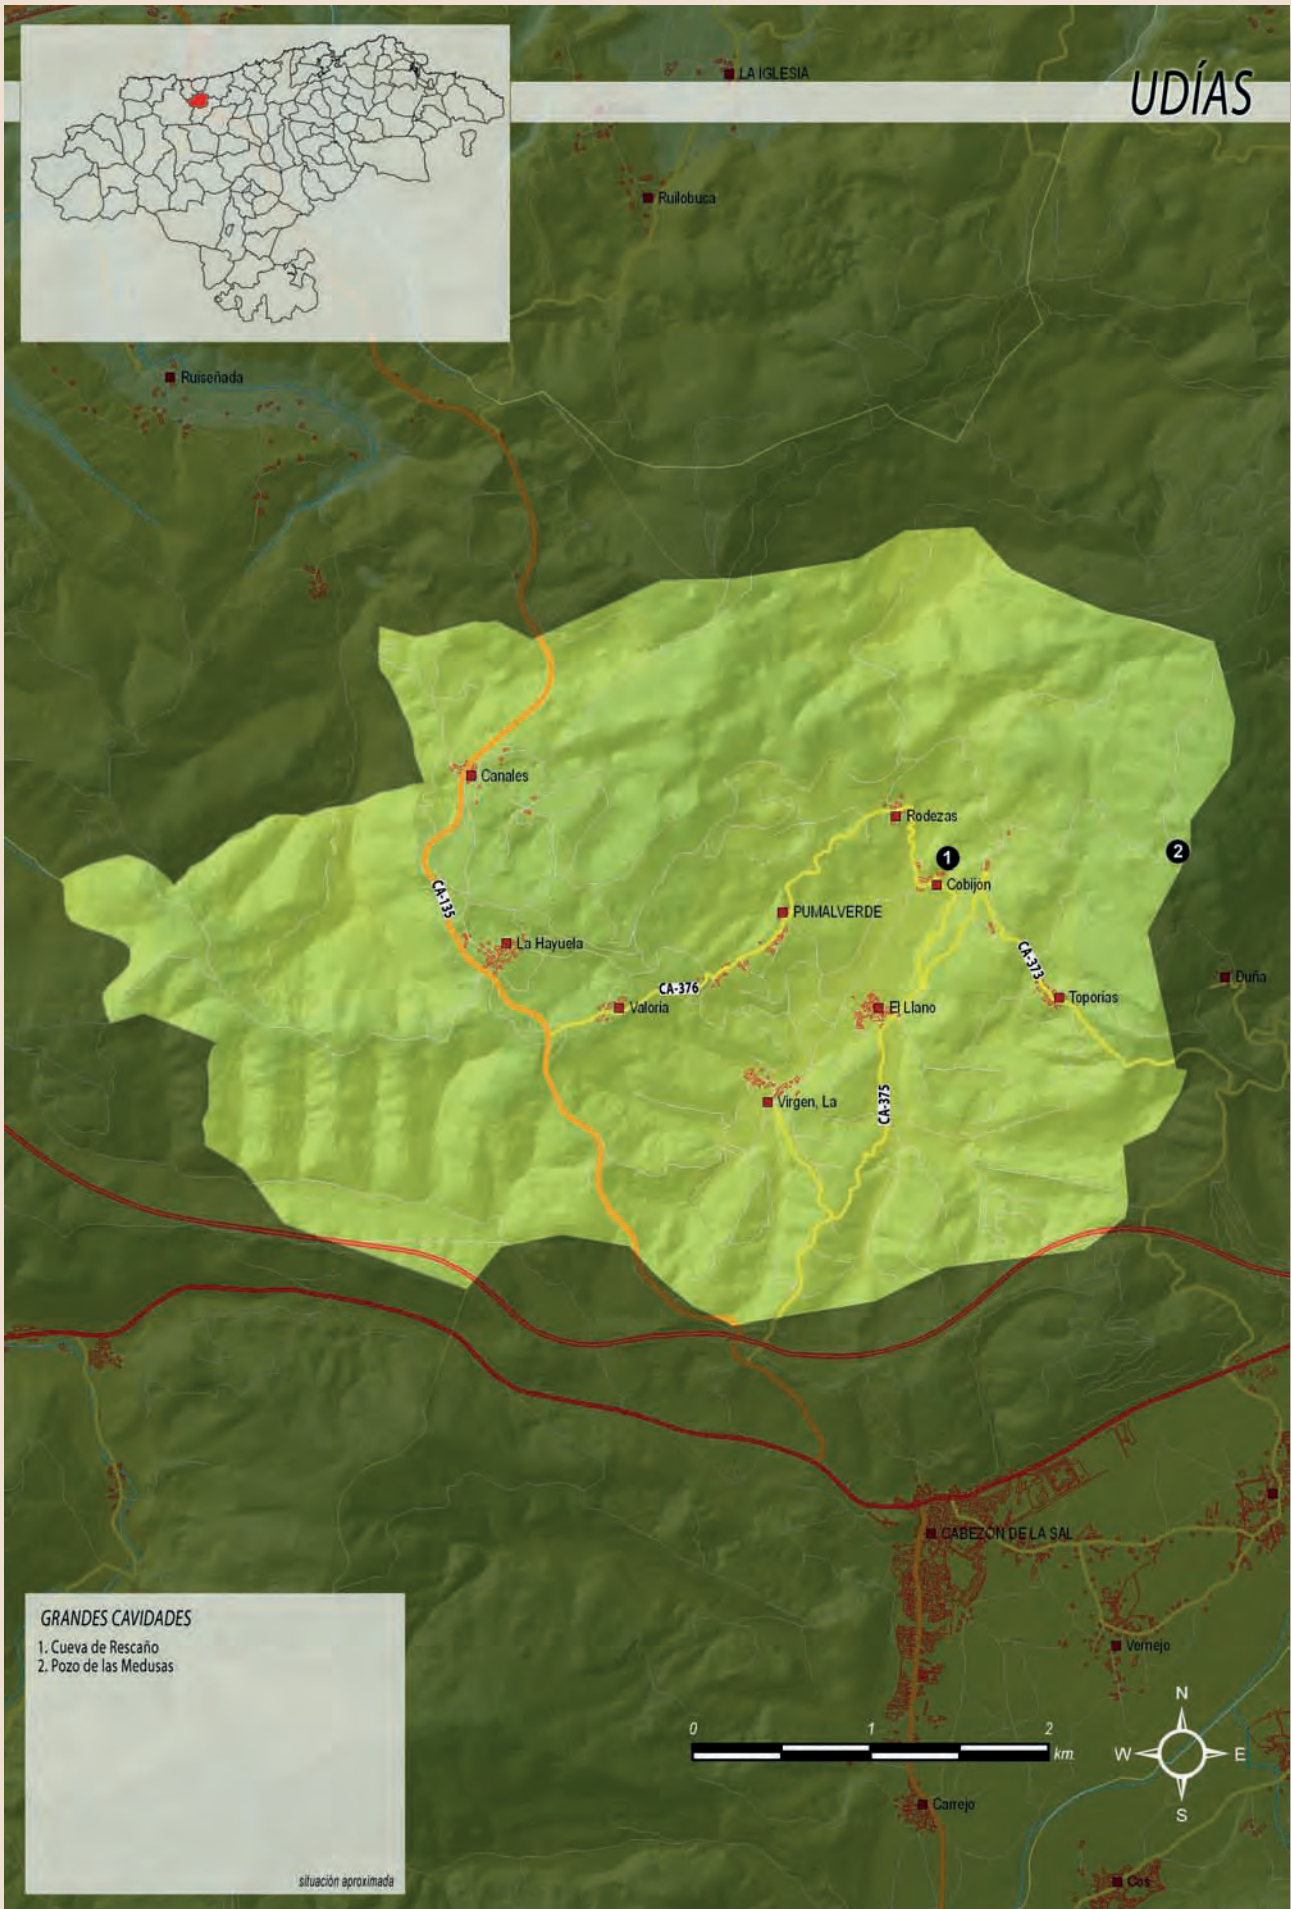 UDÍAS
LA IGLESIA
Ruilobuca
Ruiseñada
Canales
Rodezas
1
2
Cobijon
CA-135
PUMALVERDE
La Hayuela
CA-373
Duña
CA-376
Toporias
Valoria
El Llano
Virgen, La
CA-375
CABEZÓN DE LA SAL
GRANDES CAVIDADES
1. Cueva de Rescaño
2. Pozo de las Medusas
situación aproximada
Vernejo
0 1 2
km.
N
W E
S
Carrejo
Cos